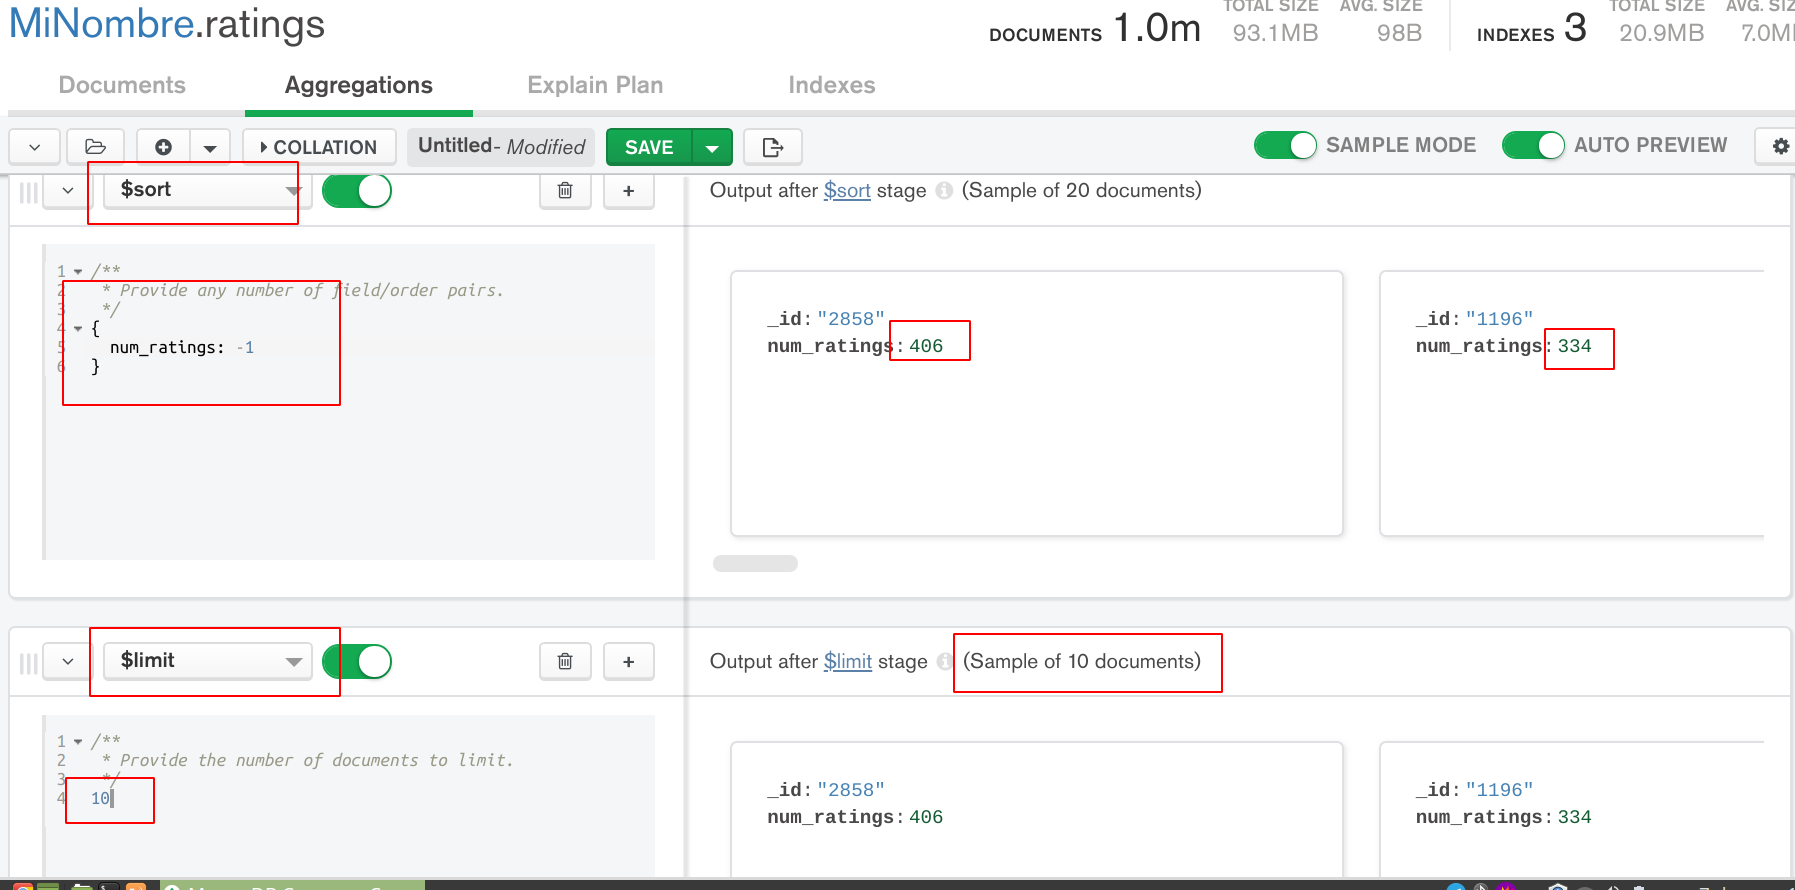 MiNombre.ratings
DOCUMENTS 1.0m TOTAL SIZE 93.1MB AVG. SIZE 98B INDEXES 3 TOTAL SIZE 20.9MB AVG. SIZ 7.0M
Documents Aggregations Explain Plan Indexes
COLLATION Untitled- Modified SAVE SAMPLE MODE AUTO PREVIEW
$sort
Output after $sort stage (Sample of 20 documents)
1 /**
2 * Provide any number of field/order pairs.
3 */
4 {
5 num_ratings: -1
6 }
_id: "2858"
num_ratings: 406
_id: "1196"
num_ratings: 334
$limit
Output after $limit stage (Sample of 10 documents)
1 /**
2 * Provide the number of documents to limit.
3 */
4 10
_id: "2858"
num_ratings: 406
_id: "1196"
num_ratings: 334